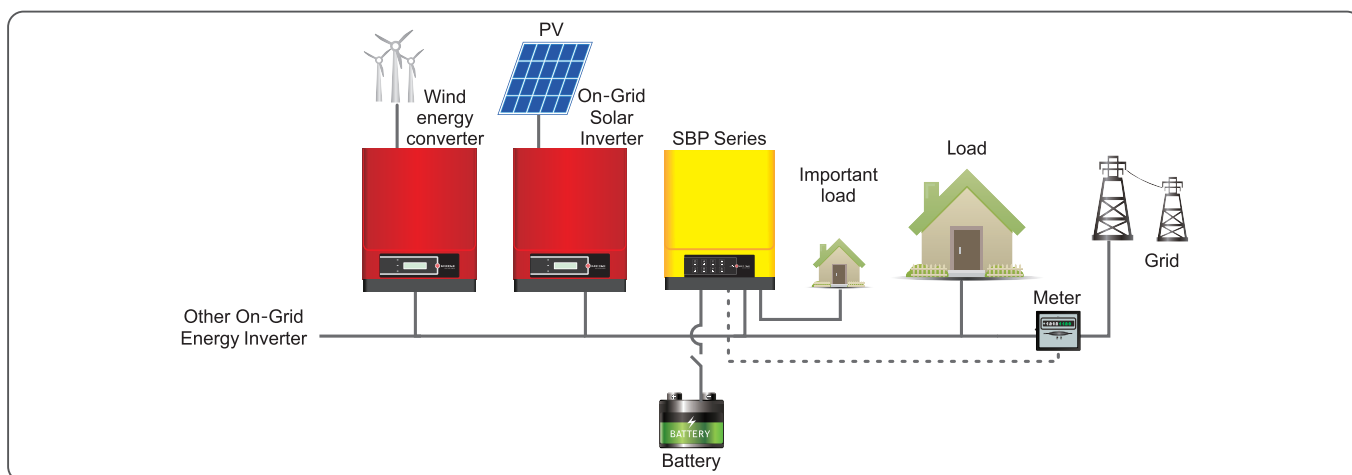 PV
Wind
energy
converter
On-Grid
Solar
Inverter
SBP Series
Important
load
Load
Grid
Meter
Other On-Grid
Energy Inverter
BATTERY
Battery